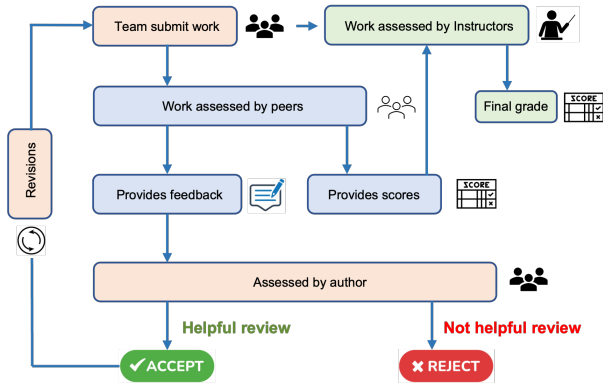 Team submit work
Work assessed by Instructors
Work assessed by peers
Final grade
SCORE
Revisions
Provides feedback
Provides scores
SCORE
Assessed by author
Helpful review
Not helpful review
ACCEPT
REJECT